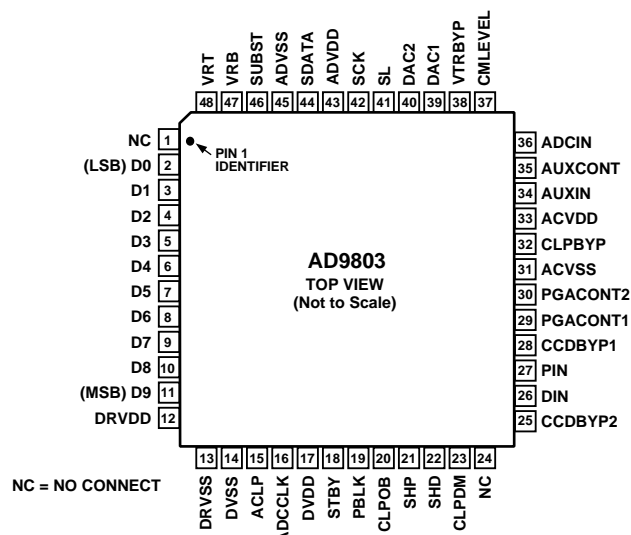 VRT VRB SUBST ADVSS SDATA ADVDD SCK SL DAC2 DAC1 VTRBYP CMLEVEL
48 47 46 45 44 43 42 41 40 39 38 37
NC 1
PIN 1
IDENTIFIER
(LSB) D0 2
D1 3
D2 4
D3 5
D4 6
D5 7
D6 8
D7 9
D8 10
(MSB) D9 11
DRVDD 12
AD9803
TOP VIEW
(Not to Scale)
36 ADCIN
35 AUXCONT
34 AUXIN
33 ACVDD
32 CLPBYP
31 ACVSS
30 PGACONT2
29 PGACONT1
28 CCDBYP1
27 PIN
26 DIN
25 CCDBYP2
13 14 15 16 17 18 19 20 21 22 23 24
DRVSS DVSS ACLP ADCCLK DVDD STBY PBLK CLPOB SHP SHD CLPDM NC
NC = NO CONNECT